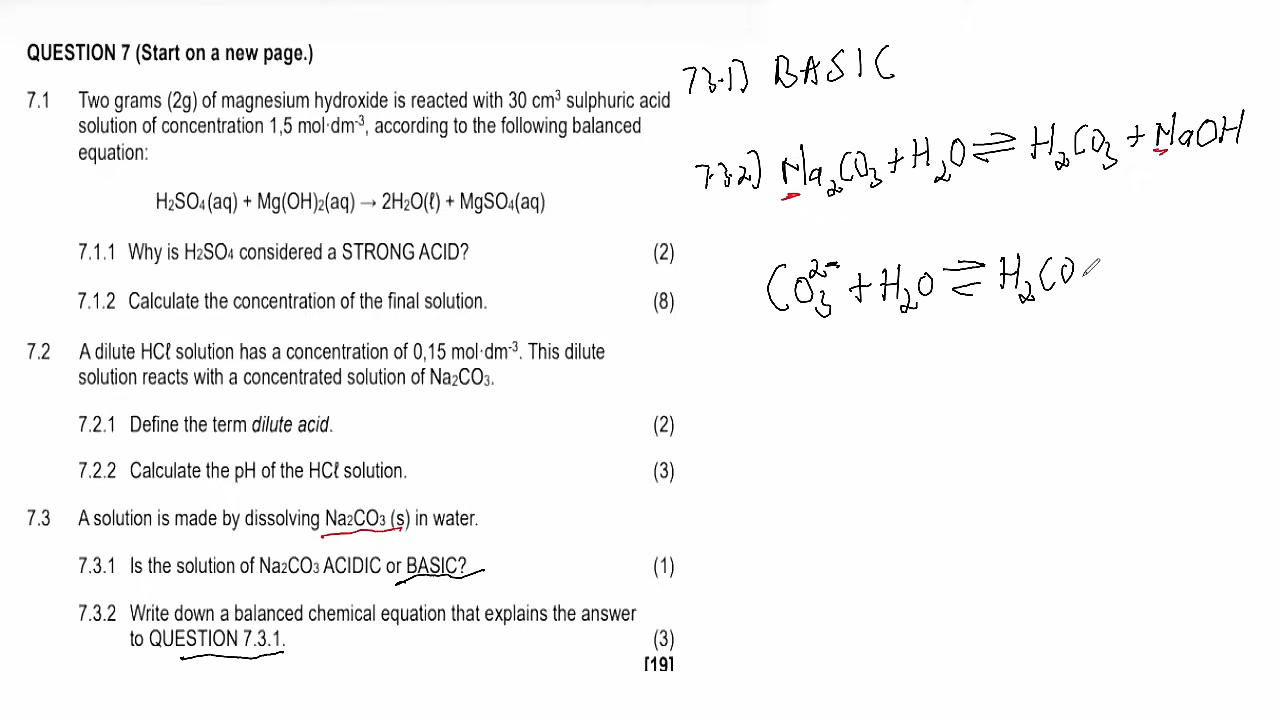 QUESTION 7 (Start on a new page.)
7.1 Two grams (2g) of magnesium hydroxide is reacted with 30 cm³ sulphuric acid
solution of concentration 1,5 mol·dm⁻³, according to the following balanced
equation:
H₂SO₄(aq) + Mg(OH)₂(aq) → 2H₂O(ℓ) + MgSO₄(aq)
7.1.1 Why is H₂SO₄ considered a STRONG ACID? (2)
7.1.2 Calculate the concentration of the final solution. (8)
7.2 A dilute HCℓ solution has a concentration of 0,15 mol·dm⁻³. This dilute
solution reacts with a concentrated solution of Na₂CO₃.
7.2.1 Define the term dilute acid. (2)
7.2.2 Calculate the pH of the HCℓ solution. (3)
7.3 A solution is made by dissolving Na₂CO₃ (s) in water.
7.3.1 Is the solution of Na₂CO₃ ACIDIC or BASIC? (1)
7.3.2 Write down a balanced chemical equation that explains the answer
to QUESTION 7.3.1. (3)
[19]
7.3.1) BASIC
7.3.2) Na₂CO₃ + H₂O ⇌ H₂CO₃ + NaOH
CO₃²⁻ + H₂O ⇌ H₂CO